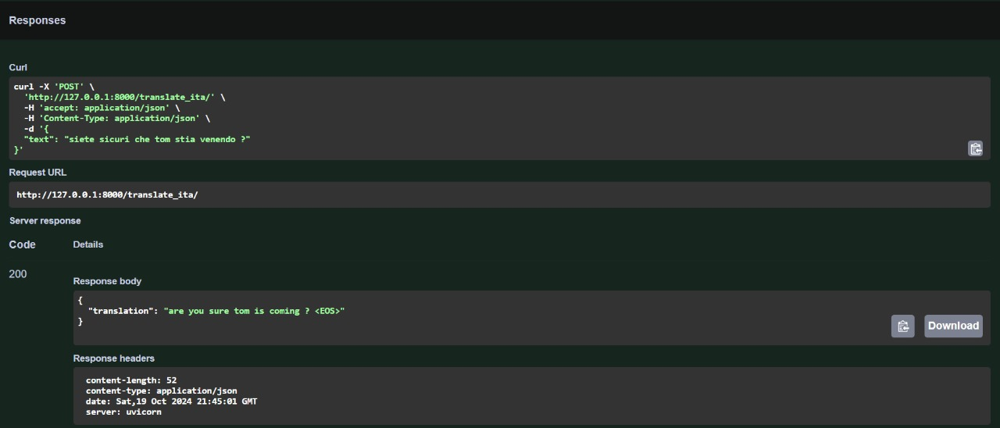 Responses
Curl
curl -X 'POST' \
  'http://127.0.0.1:8000/translate_ita/' \
  -H 'accept: application/json' \
  -H 'Content-Type: application/json' \
  -d '{
  "text": "siete sicuri che tom stia venendo ?"
}'
Request URL
http://127.0.0.1:8000/translate_ita/
Server response
Code Details
200
Response body
{
  "translation": "are you sure tom is coming ? <EOS>"
}
Download
Response headers
content-length: 52
content-type: application/json
date: Sat,19 Oct 2024 21:45:01 GMT
server: uvicorn